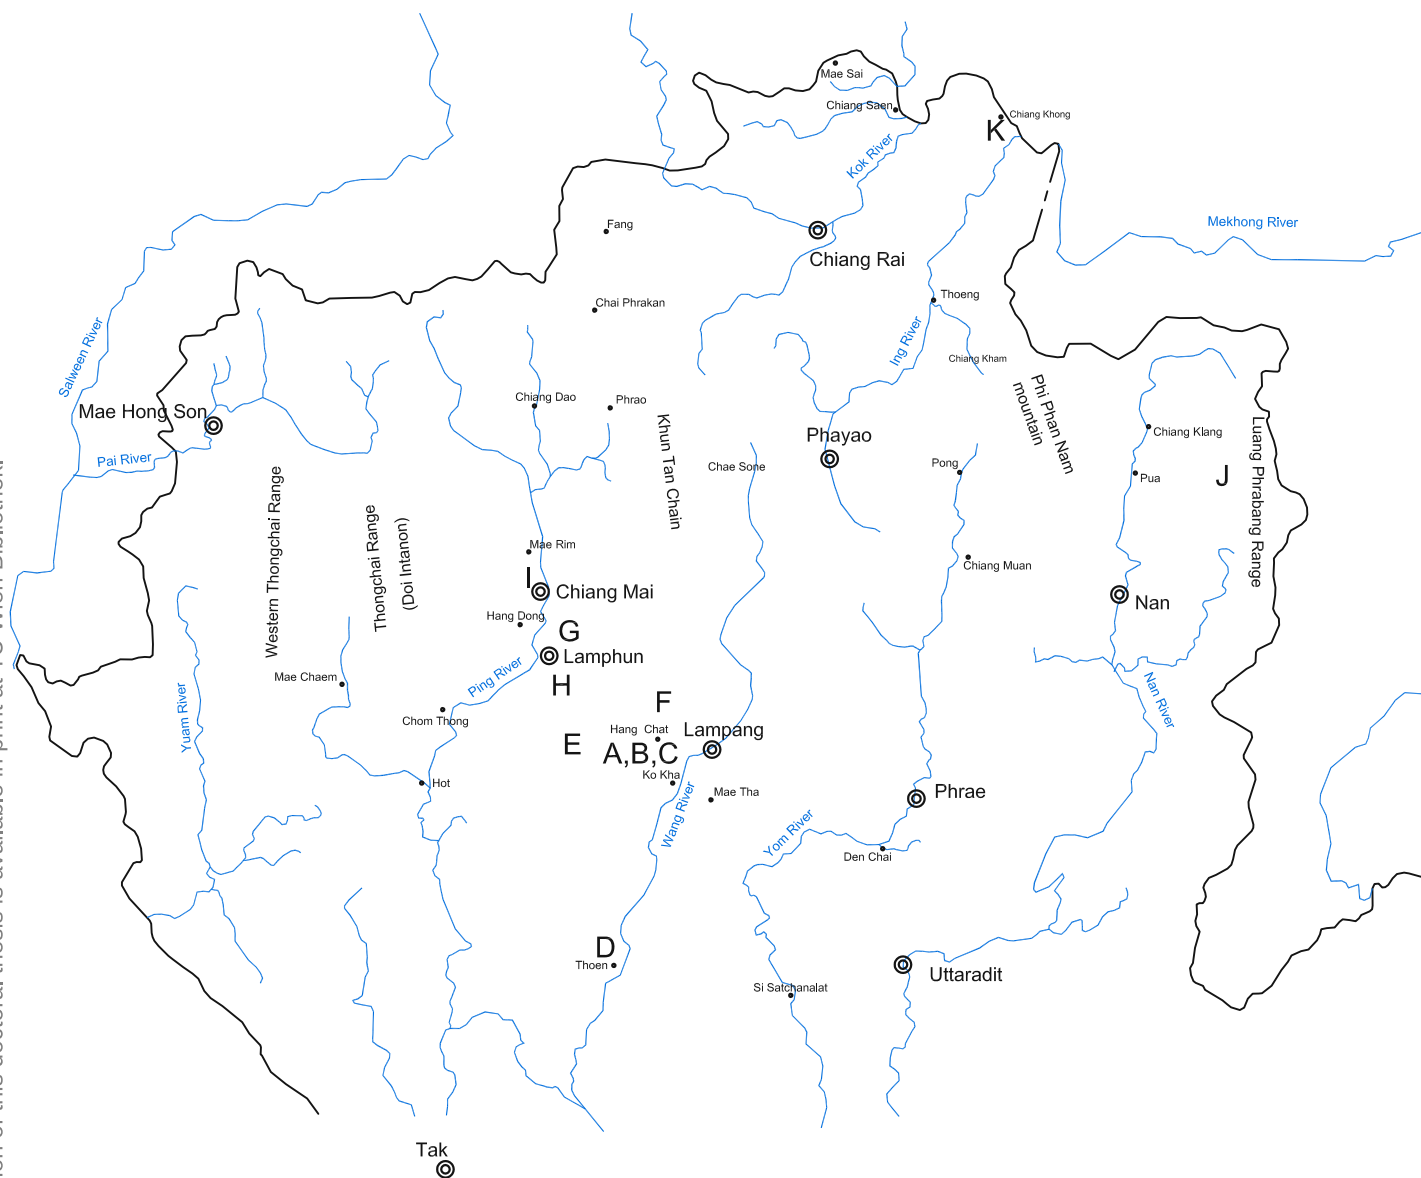 Mae Sai
Chiang Saen
Chiang Khong
K
Kok River
Mekhong River
Fang
Chiang Rai
Thoeng
Chai Phrakan
Salween River
Ing River
Chiang Kham
Phi Phan Nam
mountain
Mae Hong Son
Chiang Dao
Phrao
Khun Tan Chain
Phayao
Chiang Klang
Luang Phrabang Range
Pai River
Chae Sone
Pong
Pua
J
Western Thongchai Range
Thongchai Range
(Doi Intanon)
Mae Rim
Chiang Muan
I
Chiang Mai
Nan
Hang Dong
G
Lamphun
Mae Chaem
Ping River
H
Yuam River
Chom Thong
F
Nan River
Hang Chat
Lampang
E
A,B,C
Ko Kha
Hot
Mae Tha
Phrae
Wang River
Yom River
Den Chai
D
Thoen
Uttaradit
Si Satchanalat
Tak